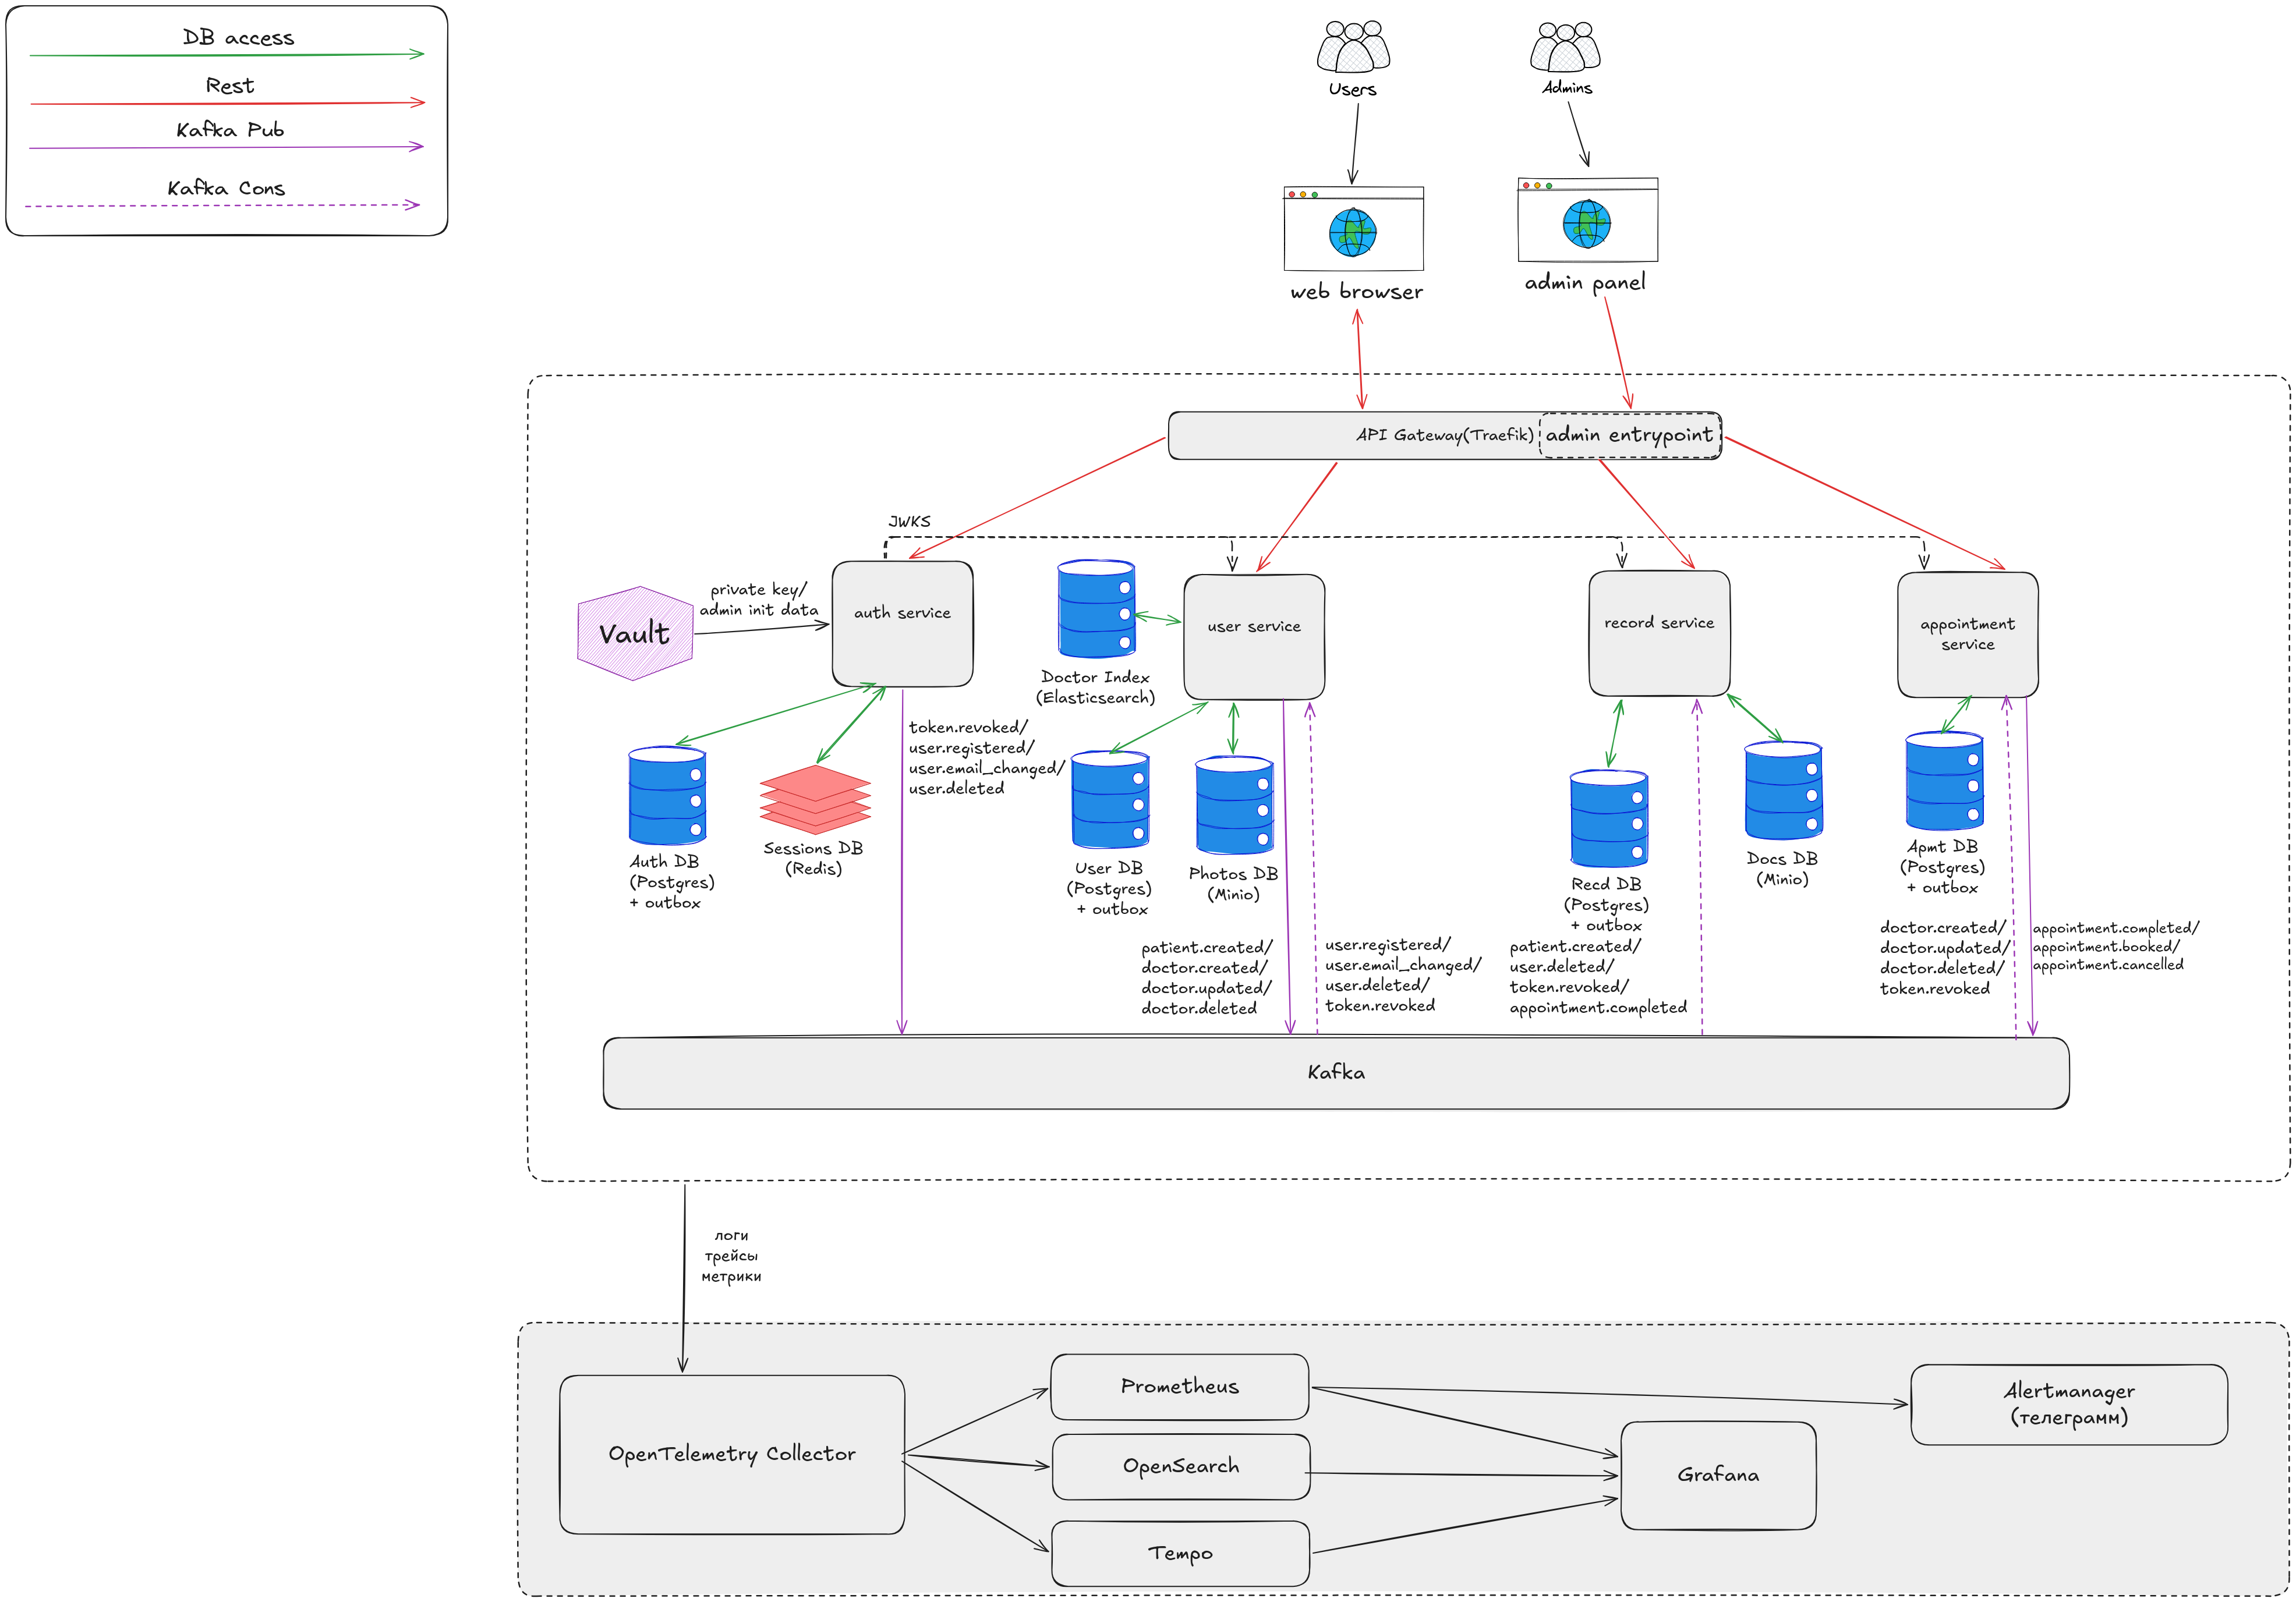 DB access
Rest
Kafka Pub
Kafka Cons
Users
Admins
web browser
admin panel
API Gateway(Traefik)
admin entrypoint
JWKS
Vault
private key/
admin init data
auth service
Doctor Index
(Elasticsearch)
user service
record service
appointment
service
Auth DB
(Postgres)
+ outbox
Sessions DB
(Redis)
token.revoked/
user.registered/
user.email_changed/
user.deleted
User DB
(Postgres)
+ outbox
Photos DB
(Minio)
Recd DB
(Postgres)
+ outbox
Docs DB
(Minio)
Apmt DB
(Postgres)
+ outbox
patient.created/
doctor.created/
doctor.updated/
doctor.deleted
user.registered/
user.email_changed/
user.deleted/
token.revoked
patient.created/
user.deleted/
token.revoked/
appointment.completed
doctor.created/
doctor.updated/
doctor.deleted/
token.revoked
appointment.completed/
appointment.booked/
appointment.cancelled
Kafka
логи
трейсы
метрики
OpenTelemetry Collector
Prometheus
OpenSearch
Tempo
Grafana
Alertmanager
(телеграмм)